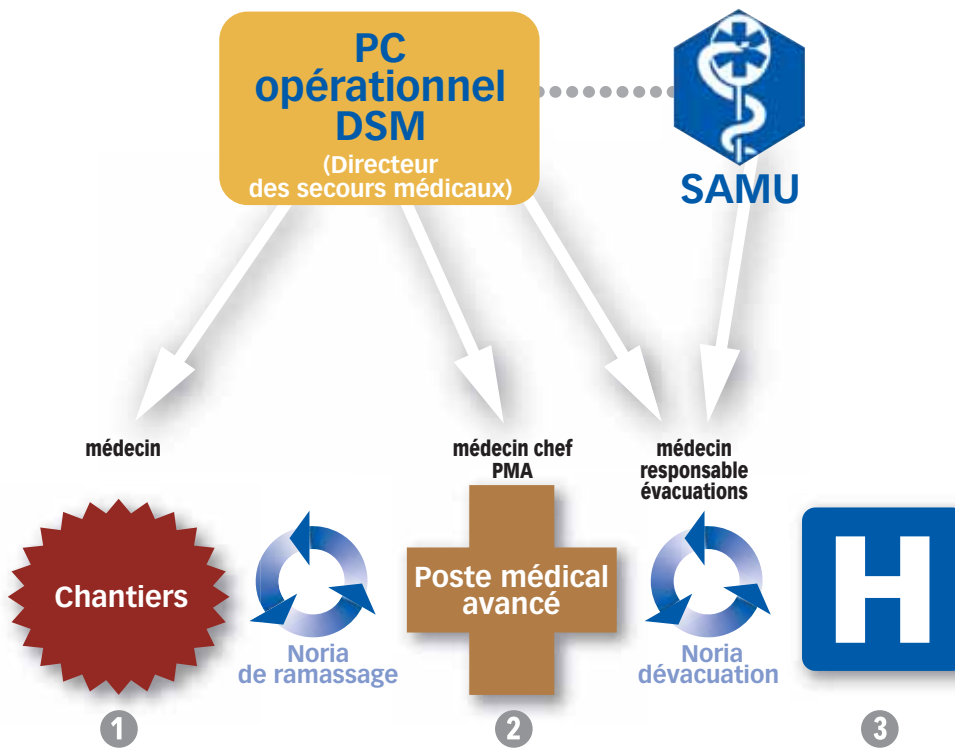 PC
opérationnel
DSM
(Directeur
des secours médicaux)
SAMU
médecin
médecin chef
PMA
médecin
responsable
évacuations
Chantiers
Noria
de ramassage
Poste médical
avancé
Noria
dévacuation
H
1
2
3